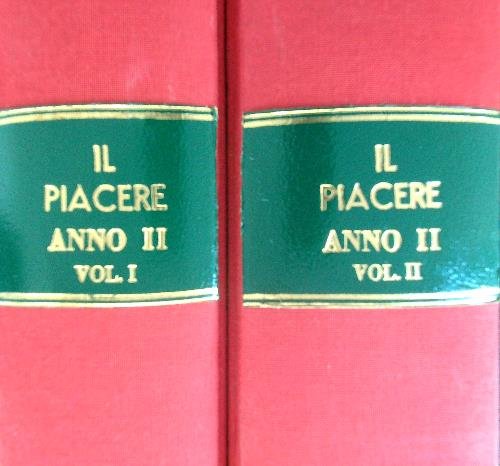 IL
PIACERE
ANNO II
VOL. I
IL
PIACERE
ANNO II
VOL. II